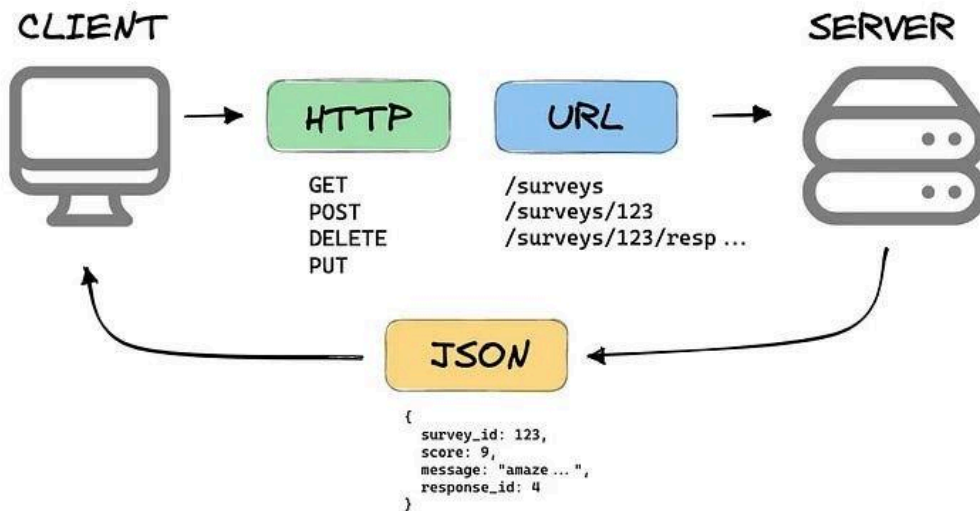 CLIENT
SERVER
HTTP
URL
GET
POST
DELETE
PUT
/surveys
/surveys/123
/surveys/123/resp ...
JSON
{
survey_id: 123,
score: 9,
message: "amaze ... ",
response_id: 4
}